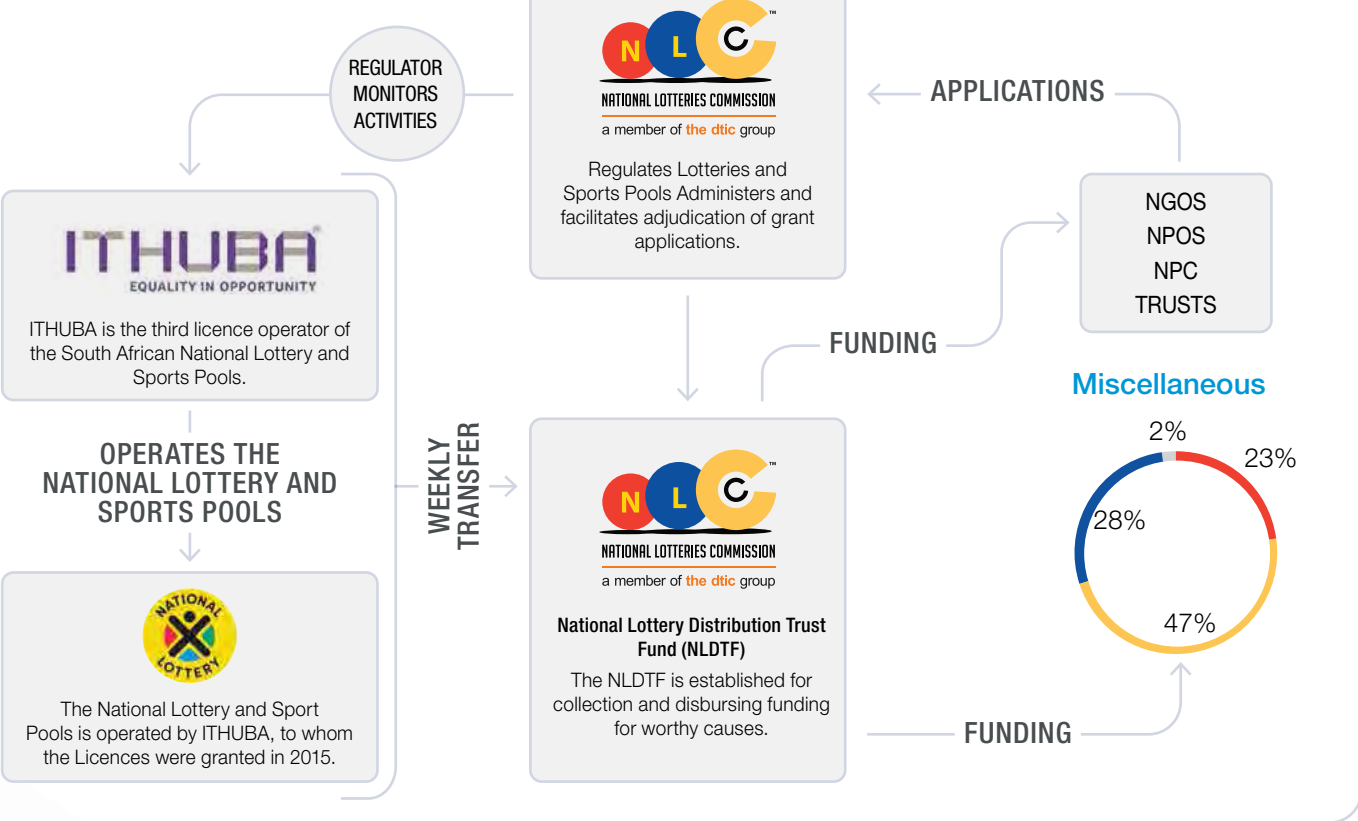 N L C
™
NATIONAL LOTTERIES COMMISSION
a member of the dtic group
Regulates Lotteries and
Sports Pools Administers and
facilitates adjudication of grant
applications.
REGULATOR
MONITORS
ACTIVITIES
APPLICATIONS
ITHUBA®
EQUALITY IN OPPORTUNITY
ITHUBA is the third licence operator of
the South African National Lottery and
Sports Pools.
OPERATES THE
NATIONAL LOTTERY AND
SPORTS POOLS
NATIONAL
LOTTERY
The National Lottery and Sport
Pools is operated by ITHUBA, to whom
the Licences were granted in 2015.
WEEKLY
TRANSFER
N L C
™
NATIONAL LOTTERIES COMMISSION
a member of the dtic group
National Lottery Distribution Trust
Fund (NLDTF)
The NLDTF is established for
collection and disbursing funding
for worthy causes.
FUNDING
NGOS
NPOS
NPC
TRUSTS
Miscellaneous
2%
23%
28%
47%
FUNDING